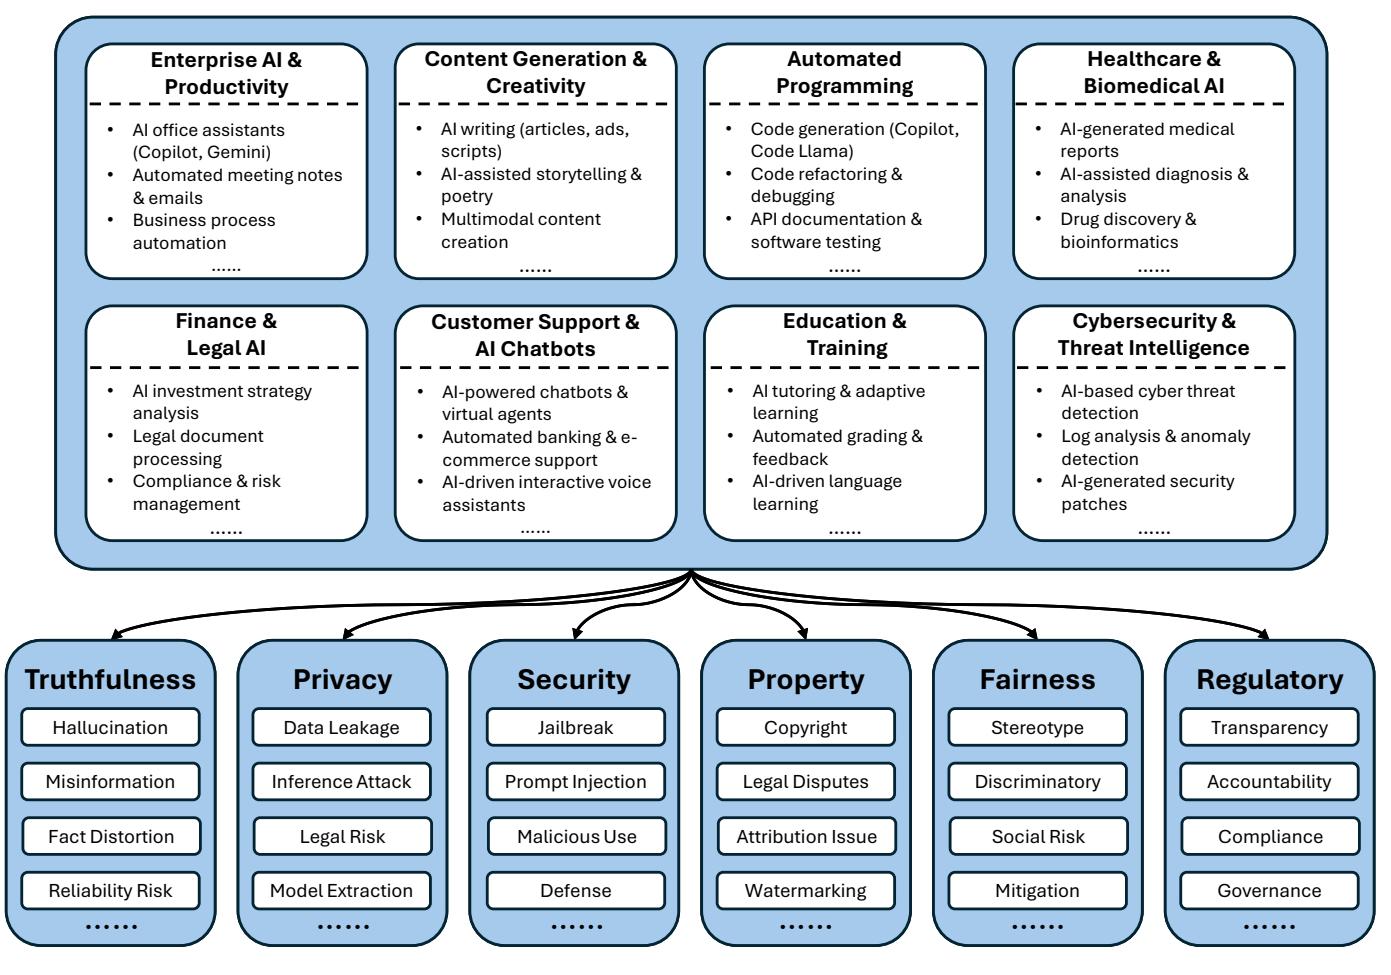 Enterprise AI &
Productivity
• AI office assistants
(Copilot, Gemini)
• Automated meeting notes
& emails
• Business process
automation
......
Content Generation &
Creativity
• AI writing (articles, ads,
scripts)
• AI-assisted storytelling &
poetry
• Multimodal content
creation
......
Automated
Programming
• Code generation (Copilot,
Code Llama)
• Code refactoring &
debugging
• API documentation &
software testing
......
Healthcare &
Biomedical AI
• AI-generated medical
reports
• AI-assisted diagnosis &
analysis
• Drug discovery &
bioinformatics
......
Finance &
Legal AI
• AI investment strategy
analysis
• Legal document
processing
• Compliance & risk
management
......
Customer Support &
AI Chatbots
• AI-powered chatbots &
virtual agents
• Automated banking & e-
commerce support
• AI-driven interactive voice
assistants
......
Education &
Training
• AI tutoring & adaptive
learning
• Automated grading &
feedback
• AI-driven language
learning
......
Cybersecurity &
Threat Intelligence
• AI-based cyber threat
detection
• Log analysis & anomaly
detection
• AI-generated security
patches
......
Truthfulness
Hallucination
Misinformation
Fact Distortion
Reliability Risk
......
Privacy
Data Leakage
Inference Attack
Legal Risk
Model Extraction
......
Security
Jailbreak
Prompt Injection
Malicious Use
Defense
......
Property
Copyright
Legal Disputes
Attribution Issue
Watermarking
......
Fairness
Stereotype
Discriminatory
Social Risk
Mitigation
......
Regulatory
Transparency
Accountability
Compliance
Governance
......